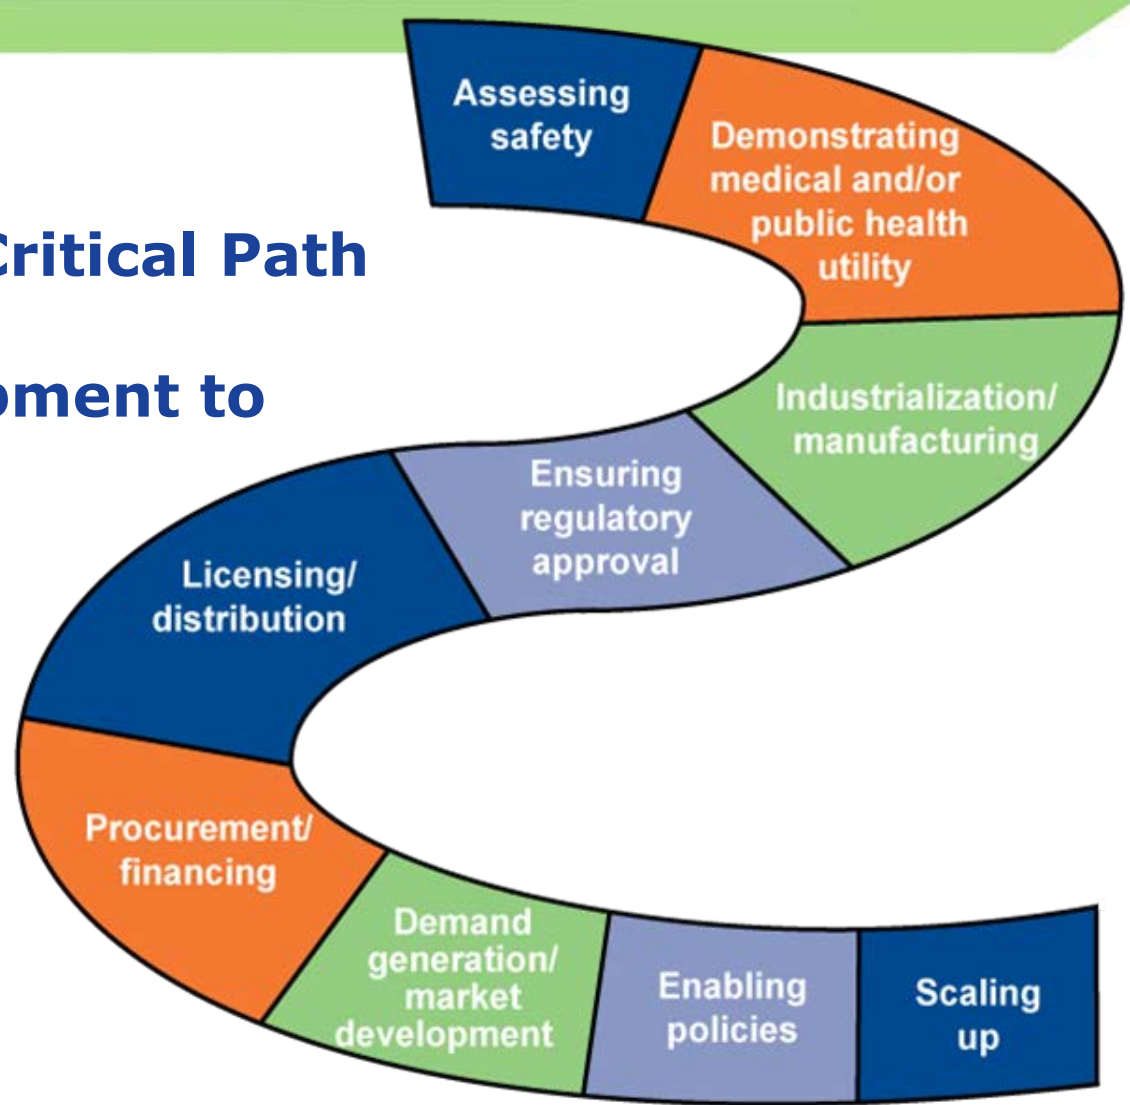 Critical Path
pment to
Assessing
safety
Demonstrating
medical and/or
public health
utility
Industrialization/
manufacturing
Ensuring
regulatory
approval
Licensing/
distribution
Procurement/
financing
Demand
generation/
market
development
Enabling
policies
Scaling
up